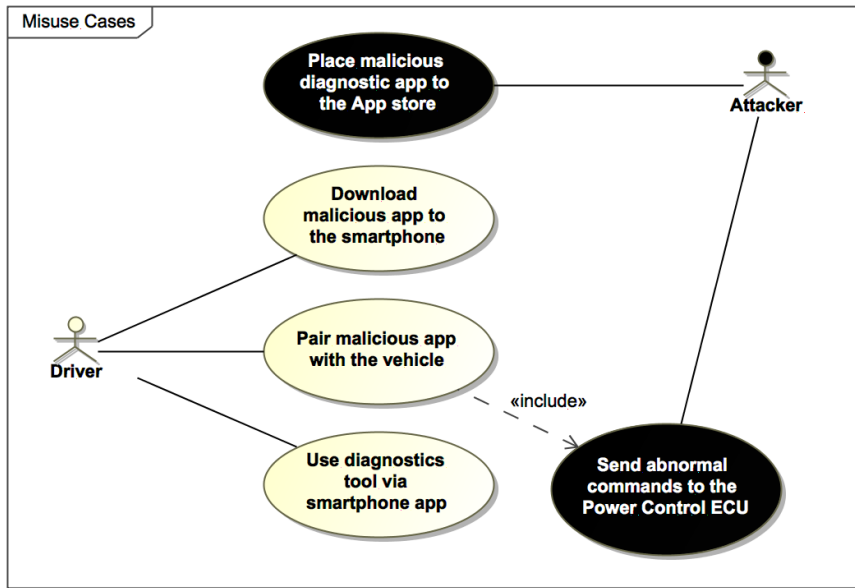 Misuse Cases
Place malicious
diagnostic app to
the App store
Attacker
Download
malicious app to
the smartphone
Driver
Pair malicious app
with the vehicle
«include»
Use diagnostics
tool via
smartphone app
Send abnormal
commands to the
Power Control ECU